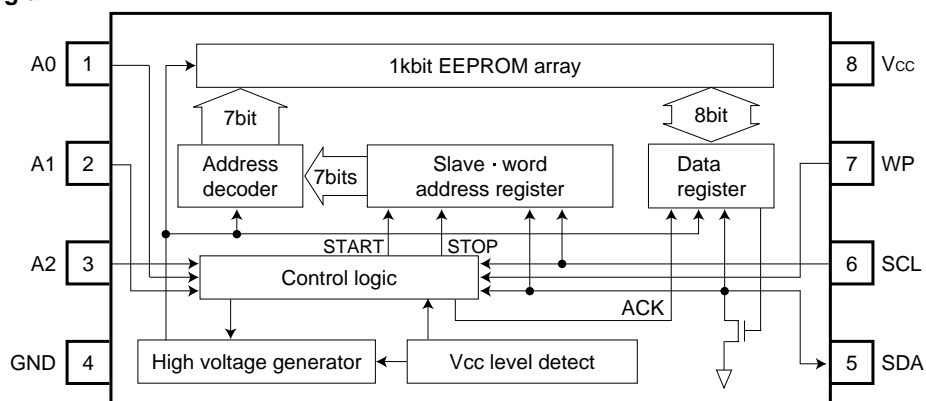 A0 1
1kbit EEPROM array
8 Vcc
7bit
8bit
A1 2
Address
decoder
7bits
Slave · word
address register
Data
register
7 WP
START
STOP
A2 3
Control logic
6 SCL
ACK
GND 4
High voltage generator
Vcc level detect
5 SDA